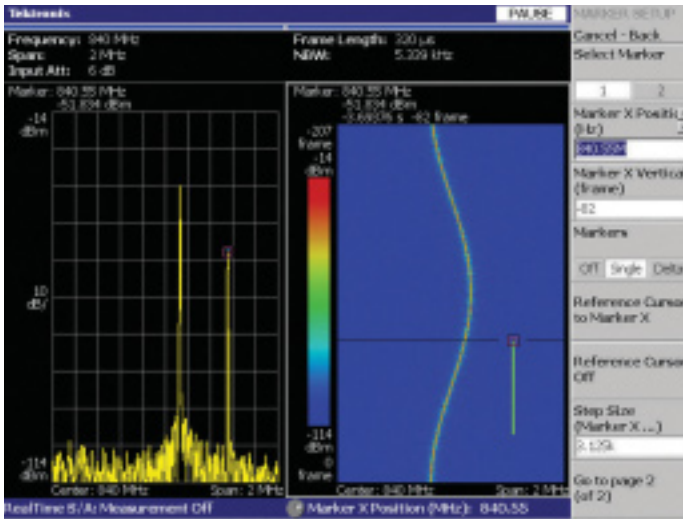 Tektronix
PAUSE
MARKER SETUP
Frequency: 840 MHz
Span: 2 MHz
Input Att: 6 dB
Frame Length: 320 µs
NBW: 5.329 kHz
Cancel - Back
Select Marker
1 2
Marker X Positi
(Hz)
840.55M
Marker X Vertica
(frame)
-82
Markers
Off Single Delta
Reference Cursor
to Marker X
Reference Cursor
Off
Step Size
(Marker X ...)
3.125k
Go to page 2
(of 2)
Marker: 840.55 MHz
-51.834 dBm
-14
dBm
10
dB/
-114
dBm
Center: 840 MHz
Span: 2 MHz
Marker: 840.55 MHz
-51.834 dBm
-82 frame
-207
frame
-14
dBm
-114
dBm
0
frame
Center: 840 MHz
Span: 2 MHz
RealTime S/A: Measurement Off
Marker X Position (MHz): 840.55